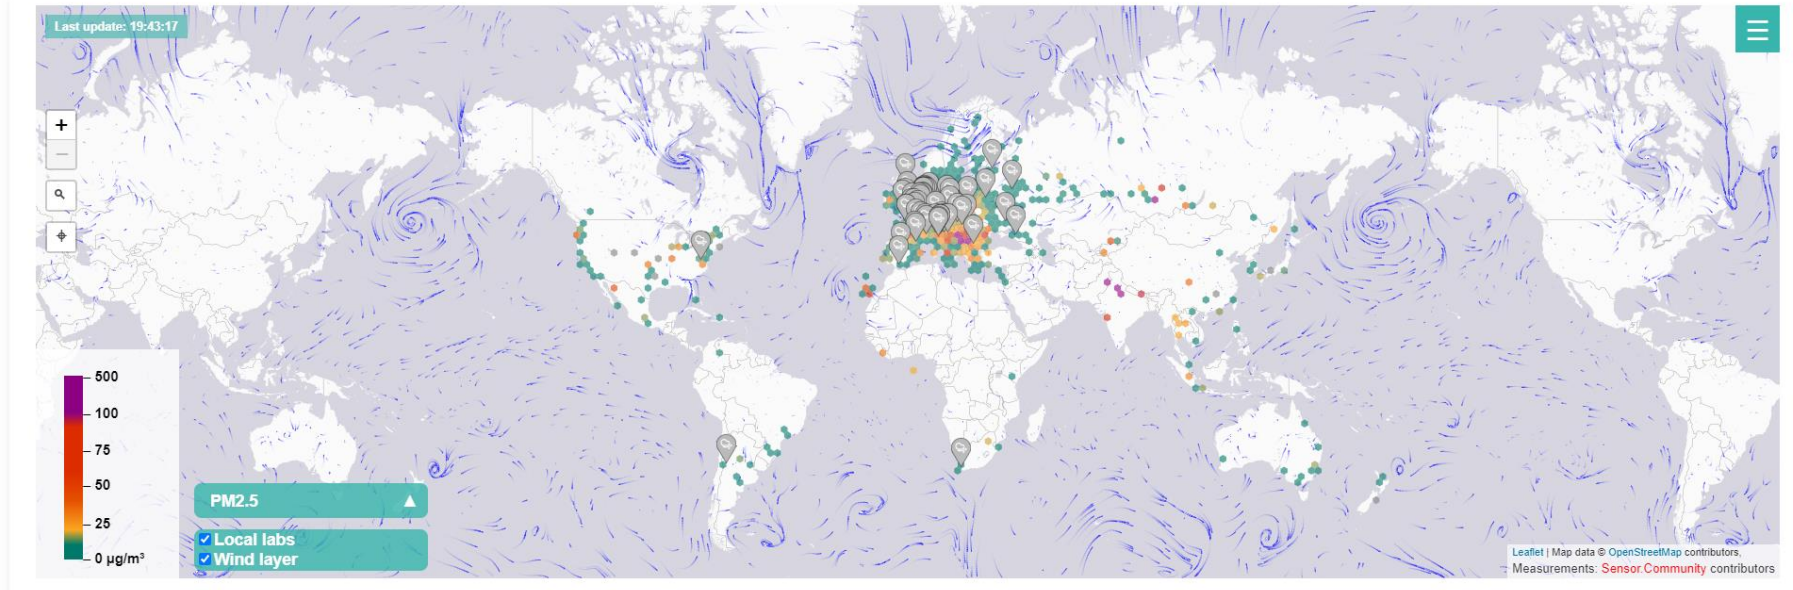 Last update: 19:43:17
+
−
500
100
75
50
25
0 µg/m³
PM2.5 ▲
Local labs
Wind layer
Leaflet | Map data © OpenStreetMap contributors,
Measurements: Sensor.Community contributors